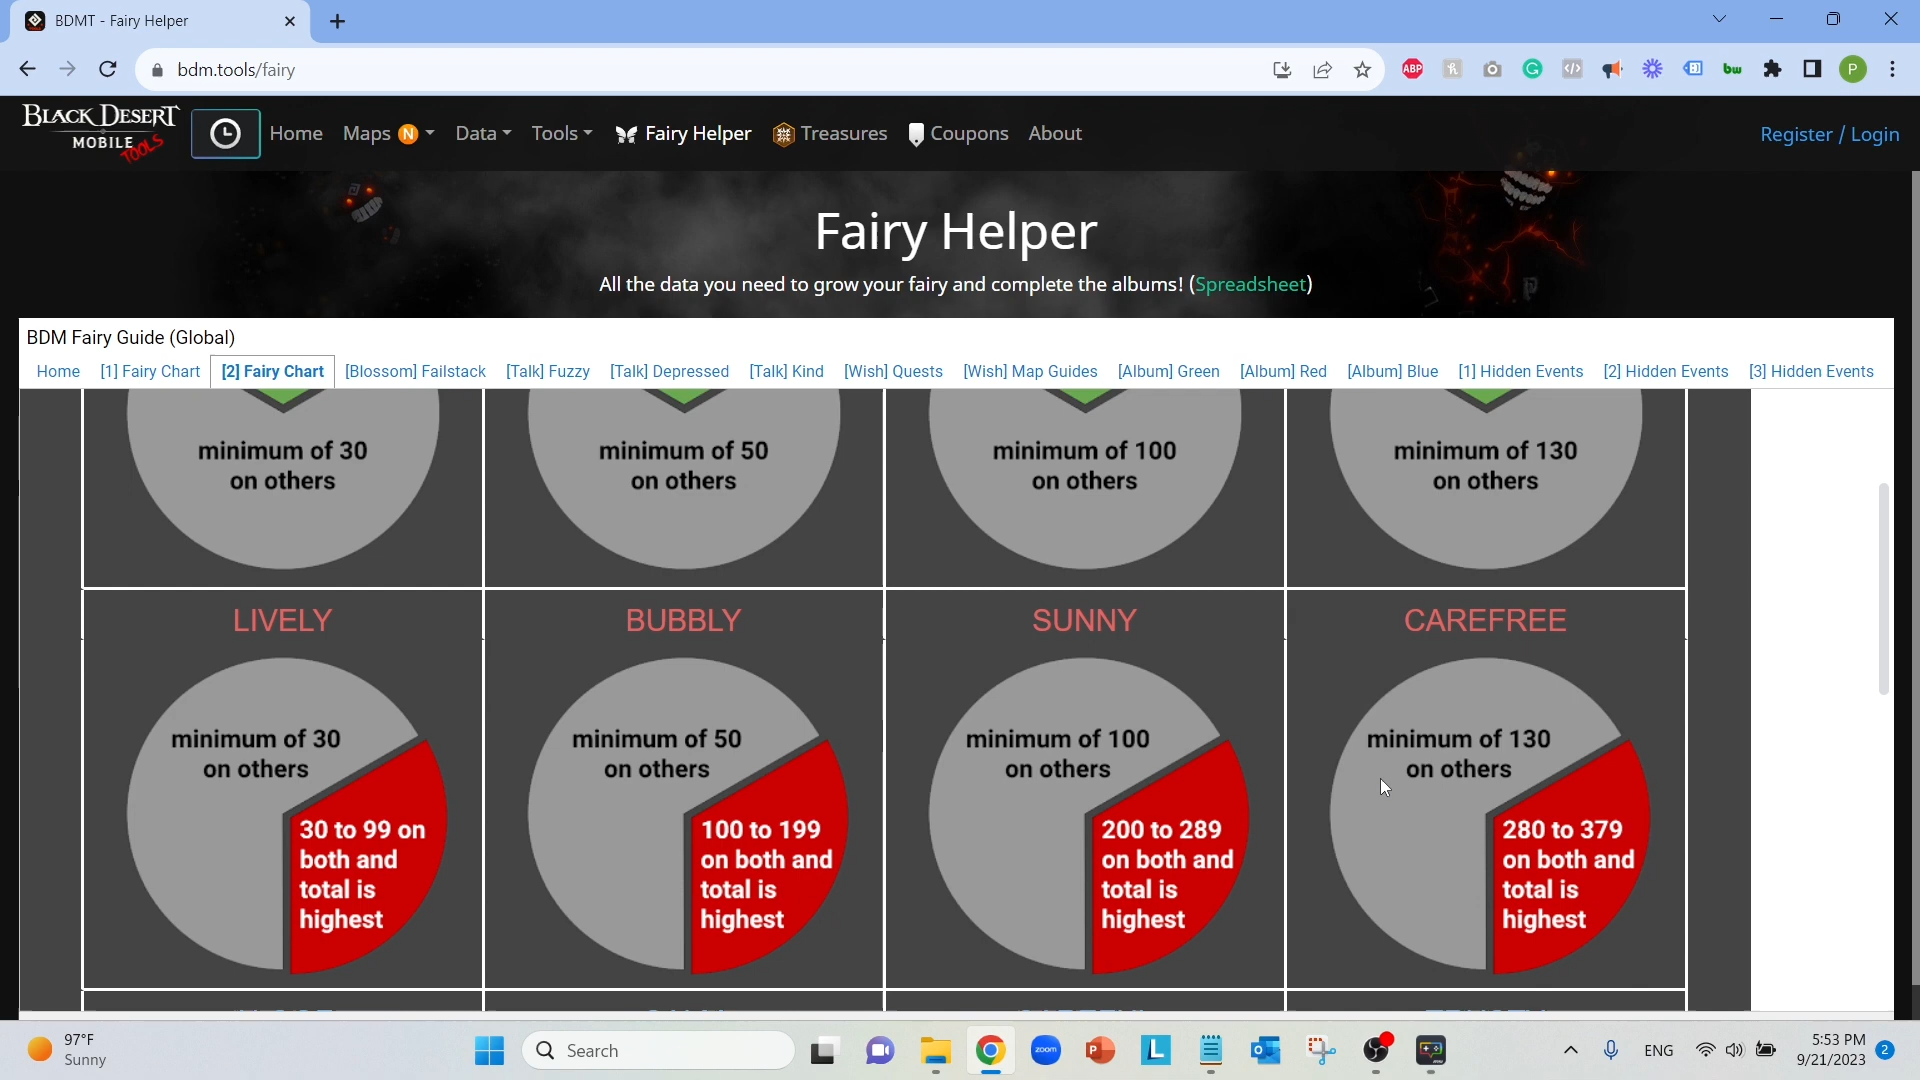 BDMT - Fairy Helper
bdm.tools/fairy
ABP
bw
P
BLACK DESERT
MOBILE
TOOLS
Home
Maps N
Data
Tools
Fairy Helper
Treasures
Coupons
About
Register / Login
Fairy Helper
All the data you need to grow your fairy and complete the albums! (Spreadsheet)
BDM Fairy Guide (Global)
Home
[1] Fairy Chart
[2] Fairy Chart
[Blossom] Failstack
[Talk] Fuzzy
[Talk] Depressed
[Talk] Kind
[Wish] Quests
[Wish] Map Guides
[Album] Green
[Album] Red
[Album] Blue
[1] Hidden Events
[2] Hidden Events
[3] Hidden Events
minimum of 30
on others
minimum of 50
on others
minimum of 100
on others
minimum of 130
on others
LIVELY
BUBBLY
SUNNY
CAREFREE
minimum of 30
on others
30 to 99 on
both and
total is
highest
minimum of 50
on others
100 to 199
on both and
total is
highest
minimum of 100
on others
200 to 289
on both and
total is
highest
minimum of 130
on others
280 to 379
on both and
total is
highest
97°F
Sunny
Search
zoom
P
L
ENG
5:53 PM
9/21/2023
2